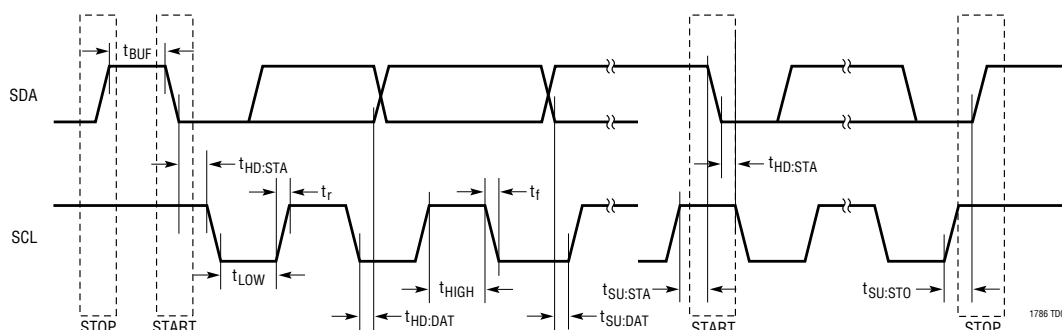 tBUF
SDA
tHD:STA
tHD:STA
tr
tf
SCL
tLOW
tHIGH
tSU:STA
tSU:STO
tHD:DAT
tSU:DAT
STOP
START
START
STOP
1786